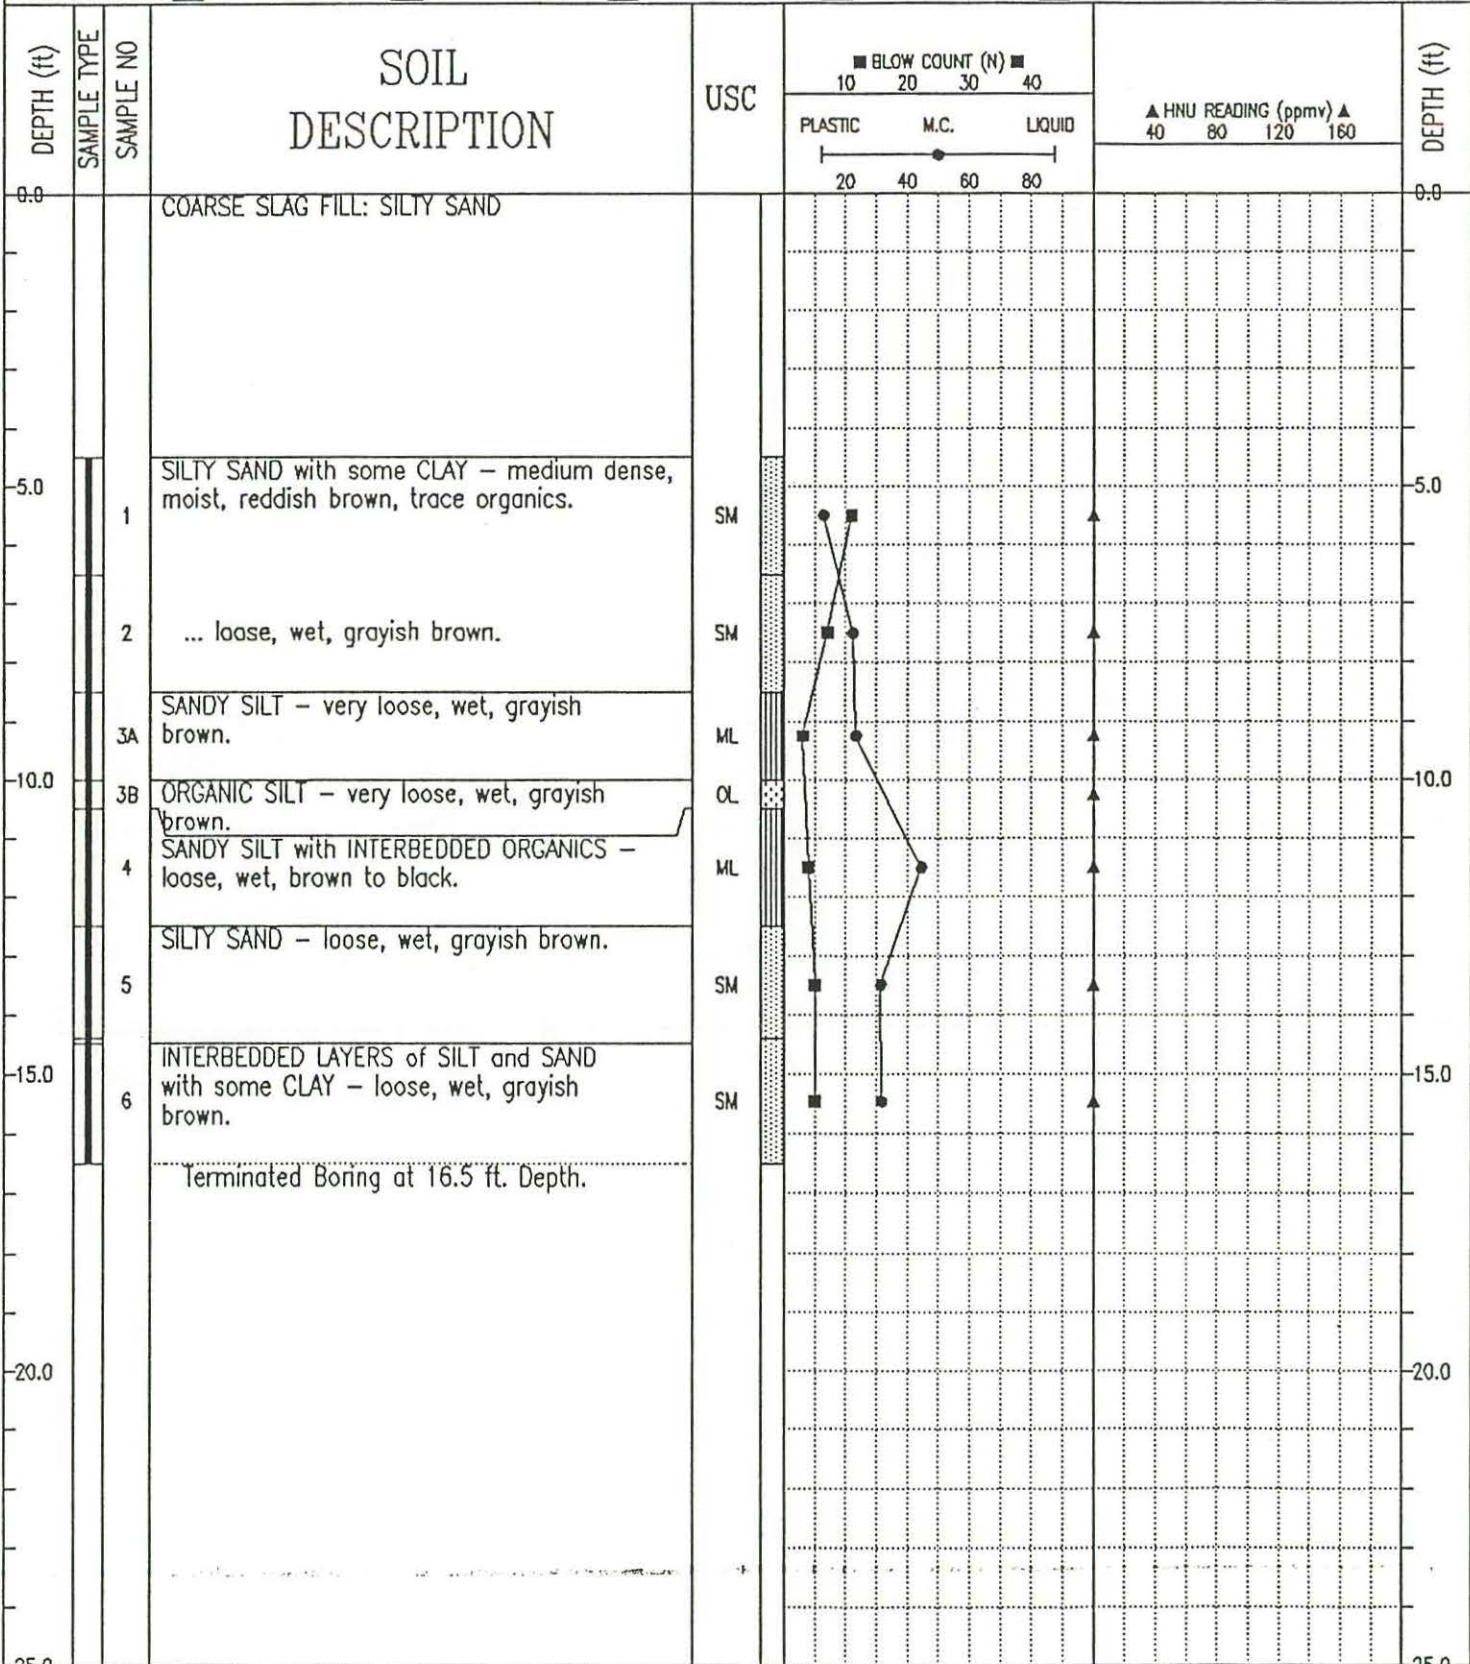 DEPTH (ft)
SAMPLE TYPE
SAMPLE NO
SOIL
DESCRIPTION
USC
■ BLOW COUNT (N) ■
10 20 30 40
PLASTIC M.C. LIQUID
20 40 60 80
▲ HNU READING (ppmv) ▲
40 80 120 160
DEPTH (ft)
0.0 0.0
COARSE SLAG FILL: SILTY SAND
SILTY SAND with some CLAY – medium dense,
5.0 5.0
moist, reddish brown, trace organics.
1 SM
2 ... loose, wet, grayish brown. SM
SANDY SILT – very loose, wet, grayish
3A brown. ML
10.0 10.0
3B ORGANIC SILT – very loose, wet, grayish OL
brown.
SANDY SILT with INTERBEDDED ORGANICS –
4 ML
loose, wet, brown to black.
SILTY SAND – loose, wet, grayish brown.
5 SM
INTERBEDDED LAYERS of SILT and SAND
15.0 15.0
with some CLAY – loose, wet, grayish
6 SM
brown.
Terminated Boring at 16.5 ft. Depth.
20.0 20.0